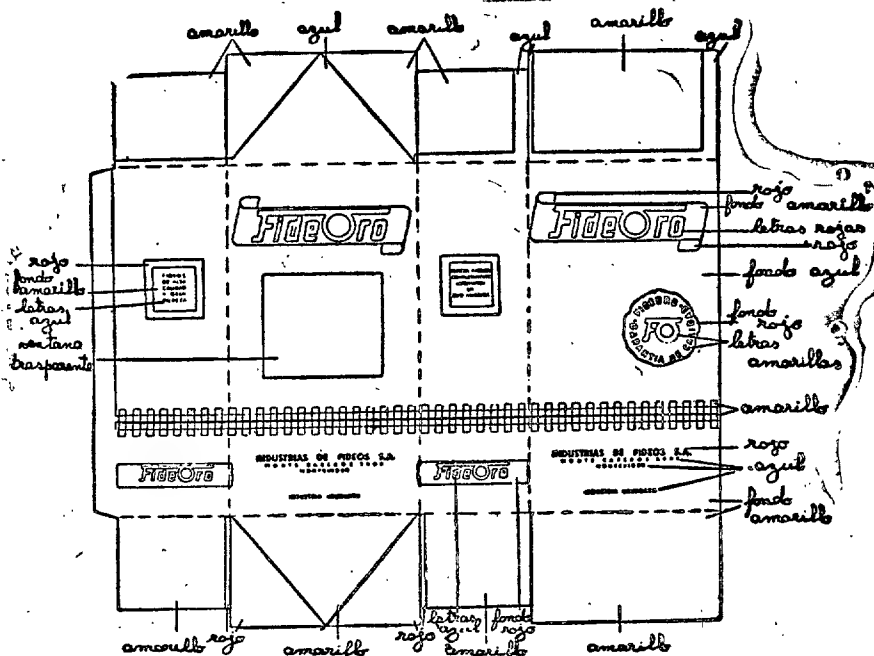 amarillo
azul
amarillo
azul
amarillo
azul
FideOro
FideOro
rojo
fondo amarillo
letras rojas
rojo
fondo azul
rojo
fondo
amarillo
letras
azul
ventana
trasparente
fondo
rojo
letras
amarillas
FO
amarillo
INDUSTRIAS DE FIDEOS S.A.
INDUSTRIAS DE FIDEOS S.A.
rojo
azul
fondo
amarillo
FideOro
FideOro
amarillo
rojo
amarillo
rojo
letras
azul
fondo
rojo
amarillo
amarillo